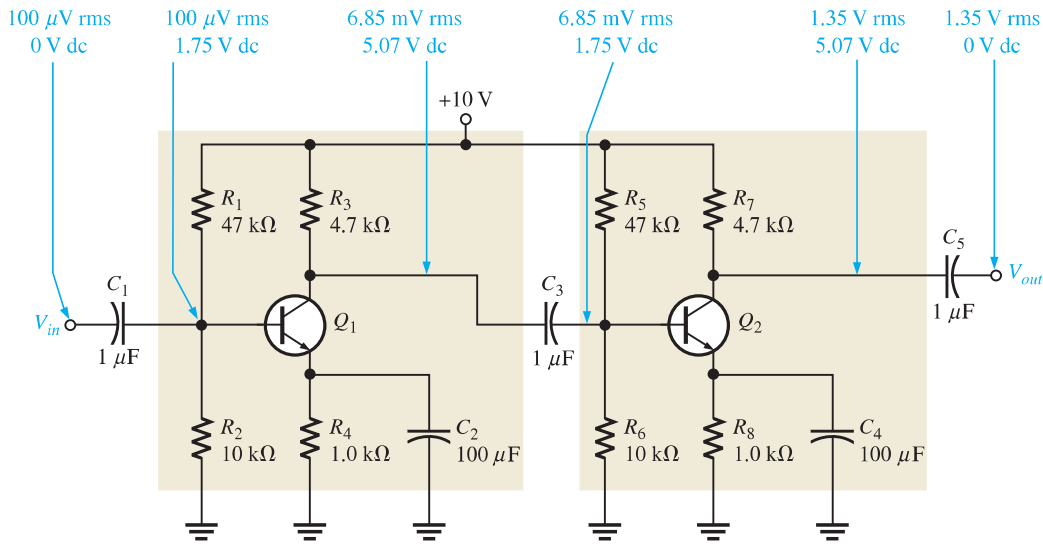 100 μV rms
0 V dc
100 μV rms
1.75 V dc
6.85 mV rms
5.07 V dc
6.85 mV rms
1.75 V dc
1.35 V rms
5.07 V dc
1.35 V rms
0 V dc
+10 V
R1
47 kΩ
R3
4.7 kΩ
R5
47 kΩ
R7
4.7 kΩ
C5
1 μF
Vout
C1
1 μF
Vin
Q1
C3
1 μF
Q2
R2
10 kΩ
R4
1.0 kΩ
C2
100 μF
R6
10 kΩ
R8
1.0 kΩ
C4
100 μF